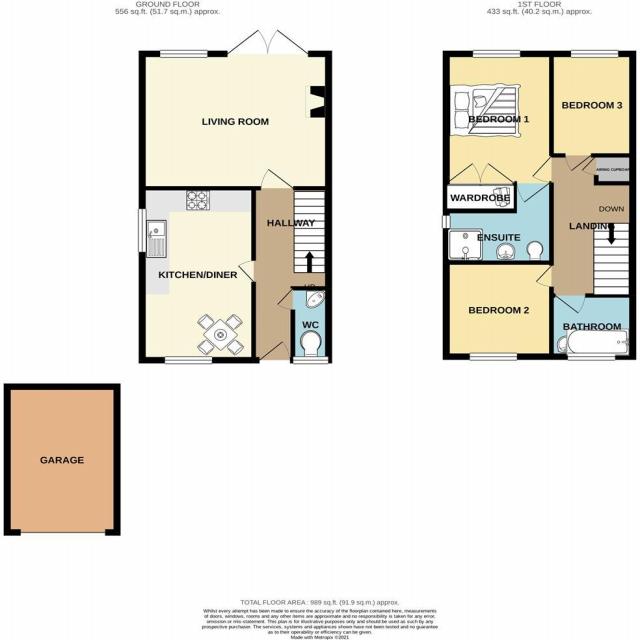 GROUND FLOOR
556 sq.ft. (51.7 sq.m.) approx.
1ST FLOOR
433 sq.ft. (40.2 sq.m.) approx.
LIVING ROOM
BEDROOM 1
BEDROOM 3
AIRING CUPBOARD
WARDROBE
DOWN
HALLWAY
LANDING
ENSUITE
KITCHEN/DINER
UP
BEDROOM 2
WC
BATHROOM
GARAGE
TOTAL FLOOR AREA : 989 sq.ft. (91.9 sq.m.) approx.
Whilst every attempt has been made to ensure the accuracy of the floorplan contained here, measurements
of doors, windows, rooms and any other items are approximate and no responsibility is taken for any error,
omission or mis-statement. This plan is for illustrative purposes only and should be used as such by any
prospective purchaser. The services, systems and appliances shown have not been tested and no guarantee
as to their operability or efficiency can be given.
Made with Metropix ©2021